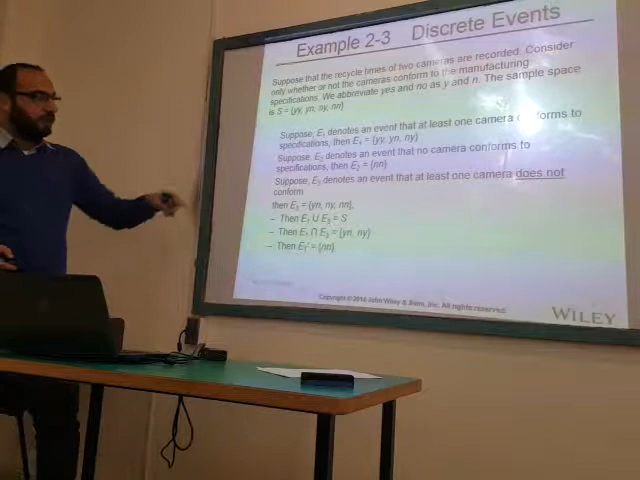 Example 2-3 Discrete Events
Suppose that the recycle times of two cameras are recorded. Consider
only whether or not the cameras conform to the manufacturing
specifications. We abbreviate yes and no as y and n. The sample space
is S = {yy, yn, ny, nn}
Suppose, E₁ denotes an event that at least one camera conforms to
specifications, then E₁ = {yy, yn, ny}
Suppose, E₂ denotes an event that no camera conforms to
specifications, then E₂ = {nn}
Suppose, E₃ denotes an event that at least one camera does not
conform
then E₃ = {yn, ny, nn},
– Then E₁ ∪ E₃ = S
– Then E₁ ∩ E₃ = {yn, ny}
– Then E₁' = {nn}
Copyright © 2014 John Wiley & Sons, Inc. All rights reserved.
WILEY